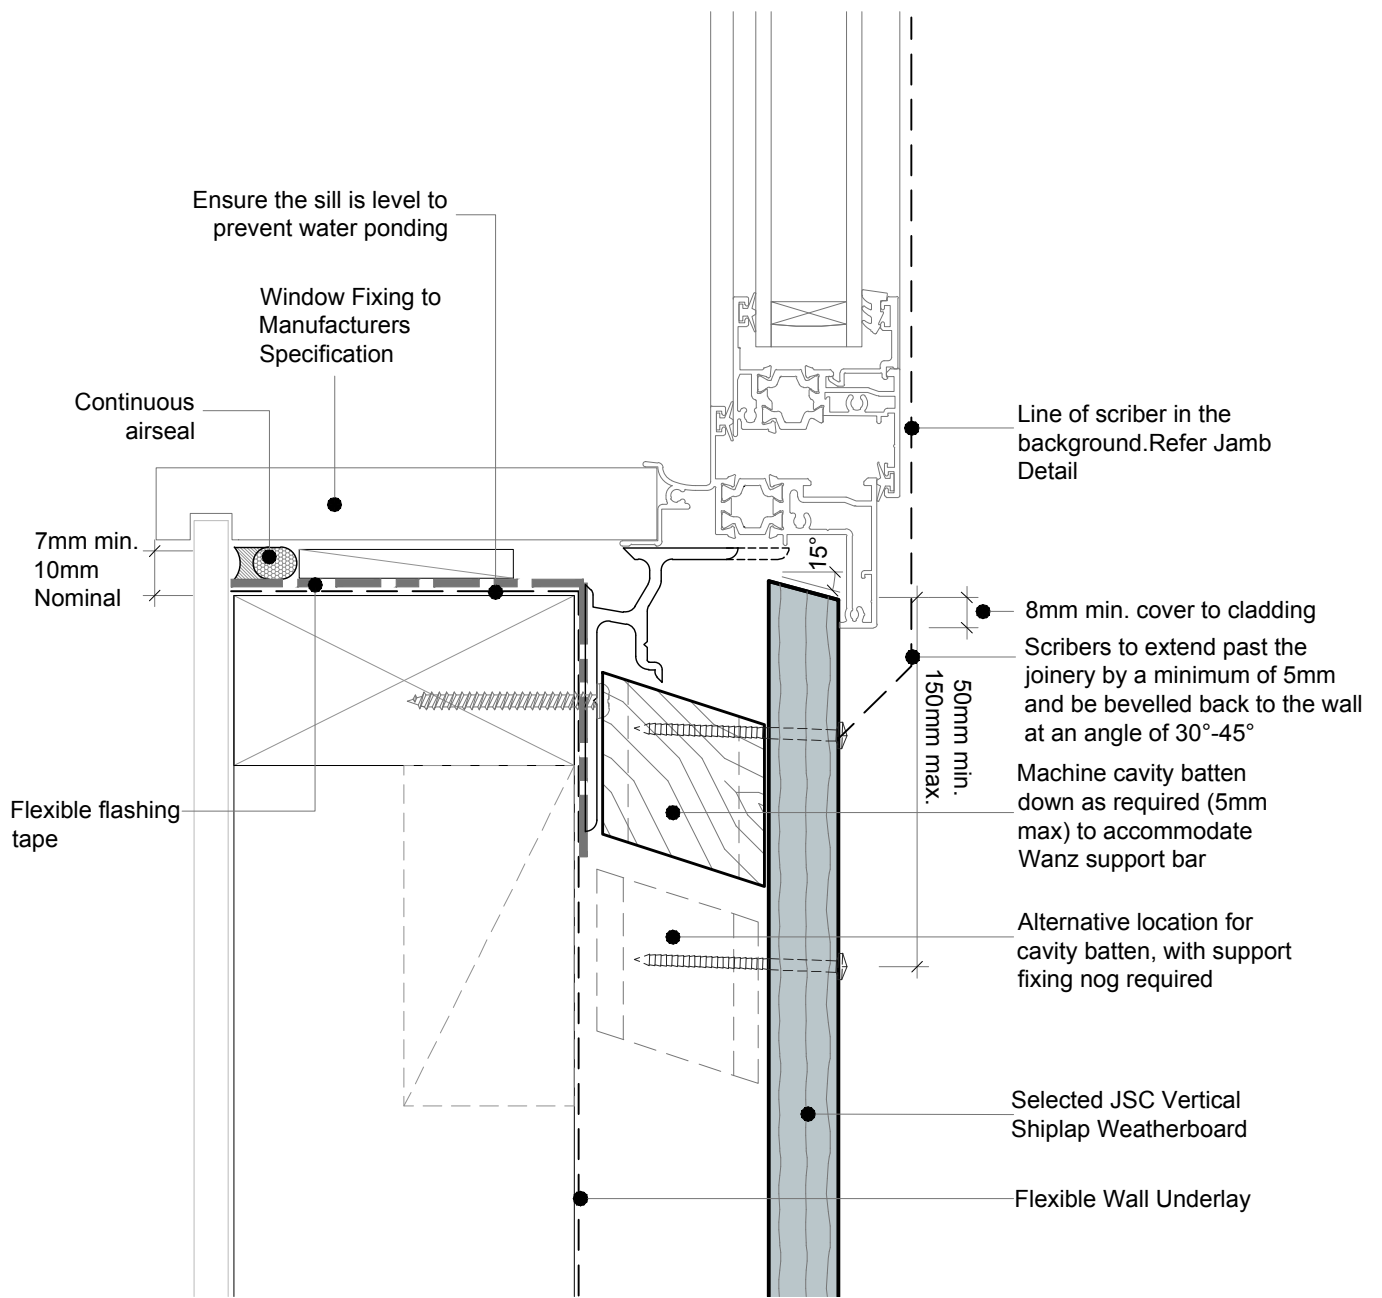 Ensure the sill is level to
prevent water ponding
Window Fixing to
Manufacturers
Specification
Continuous
airseal
7mm min.
10mm
Nominal
Flexible flashing
tape
15°
50mm min.
150mm max.
Line of scriber in the
background.Refer Jamb
Detail
8mm min. cover to cladding
Scribers to extend past the
joinery by a minimum of 5mm
and be bevelled back to the wall
at an angle of 30°-45°
Machine cavity batten
down as required (5mm
max) to accommodate
Wanz support bar
Alternative location for
cavity batten, with support
fixing nog required
Selected JSC Vertical
Shiplap Weatherboard
Flexible Wall Underlay